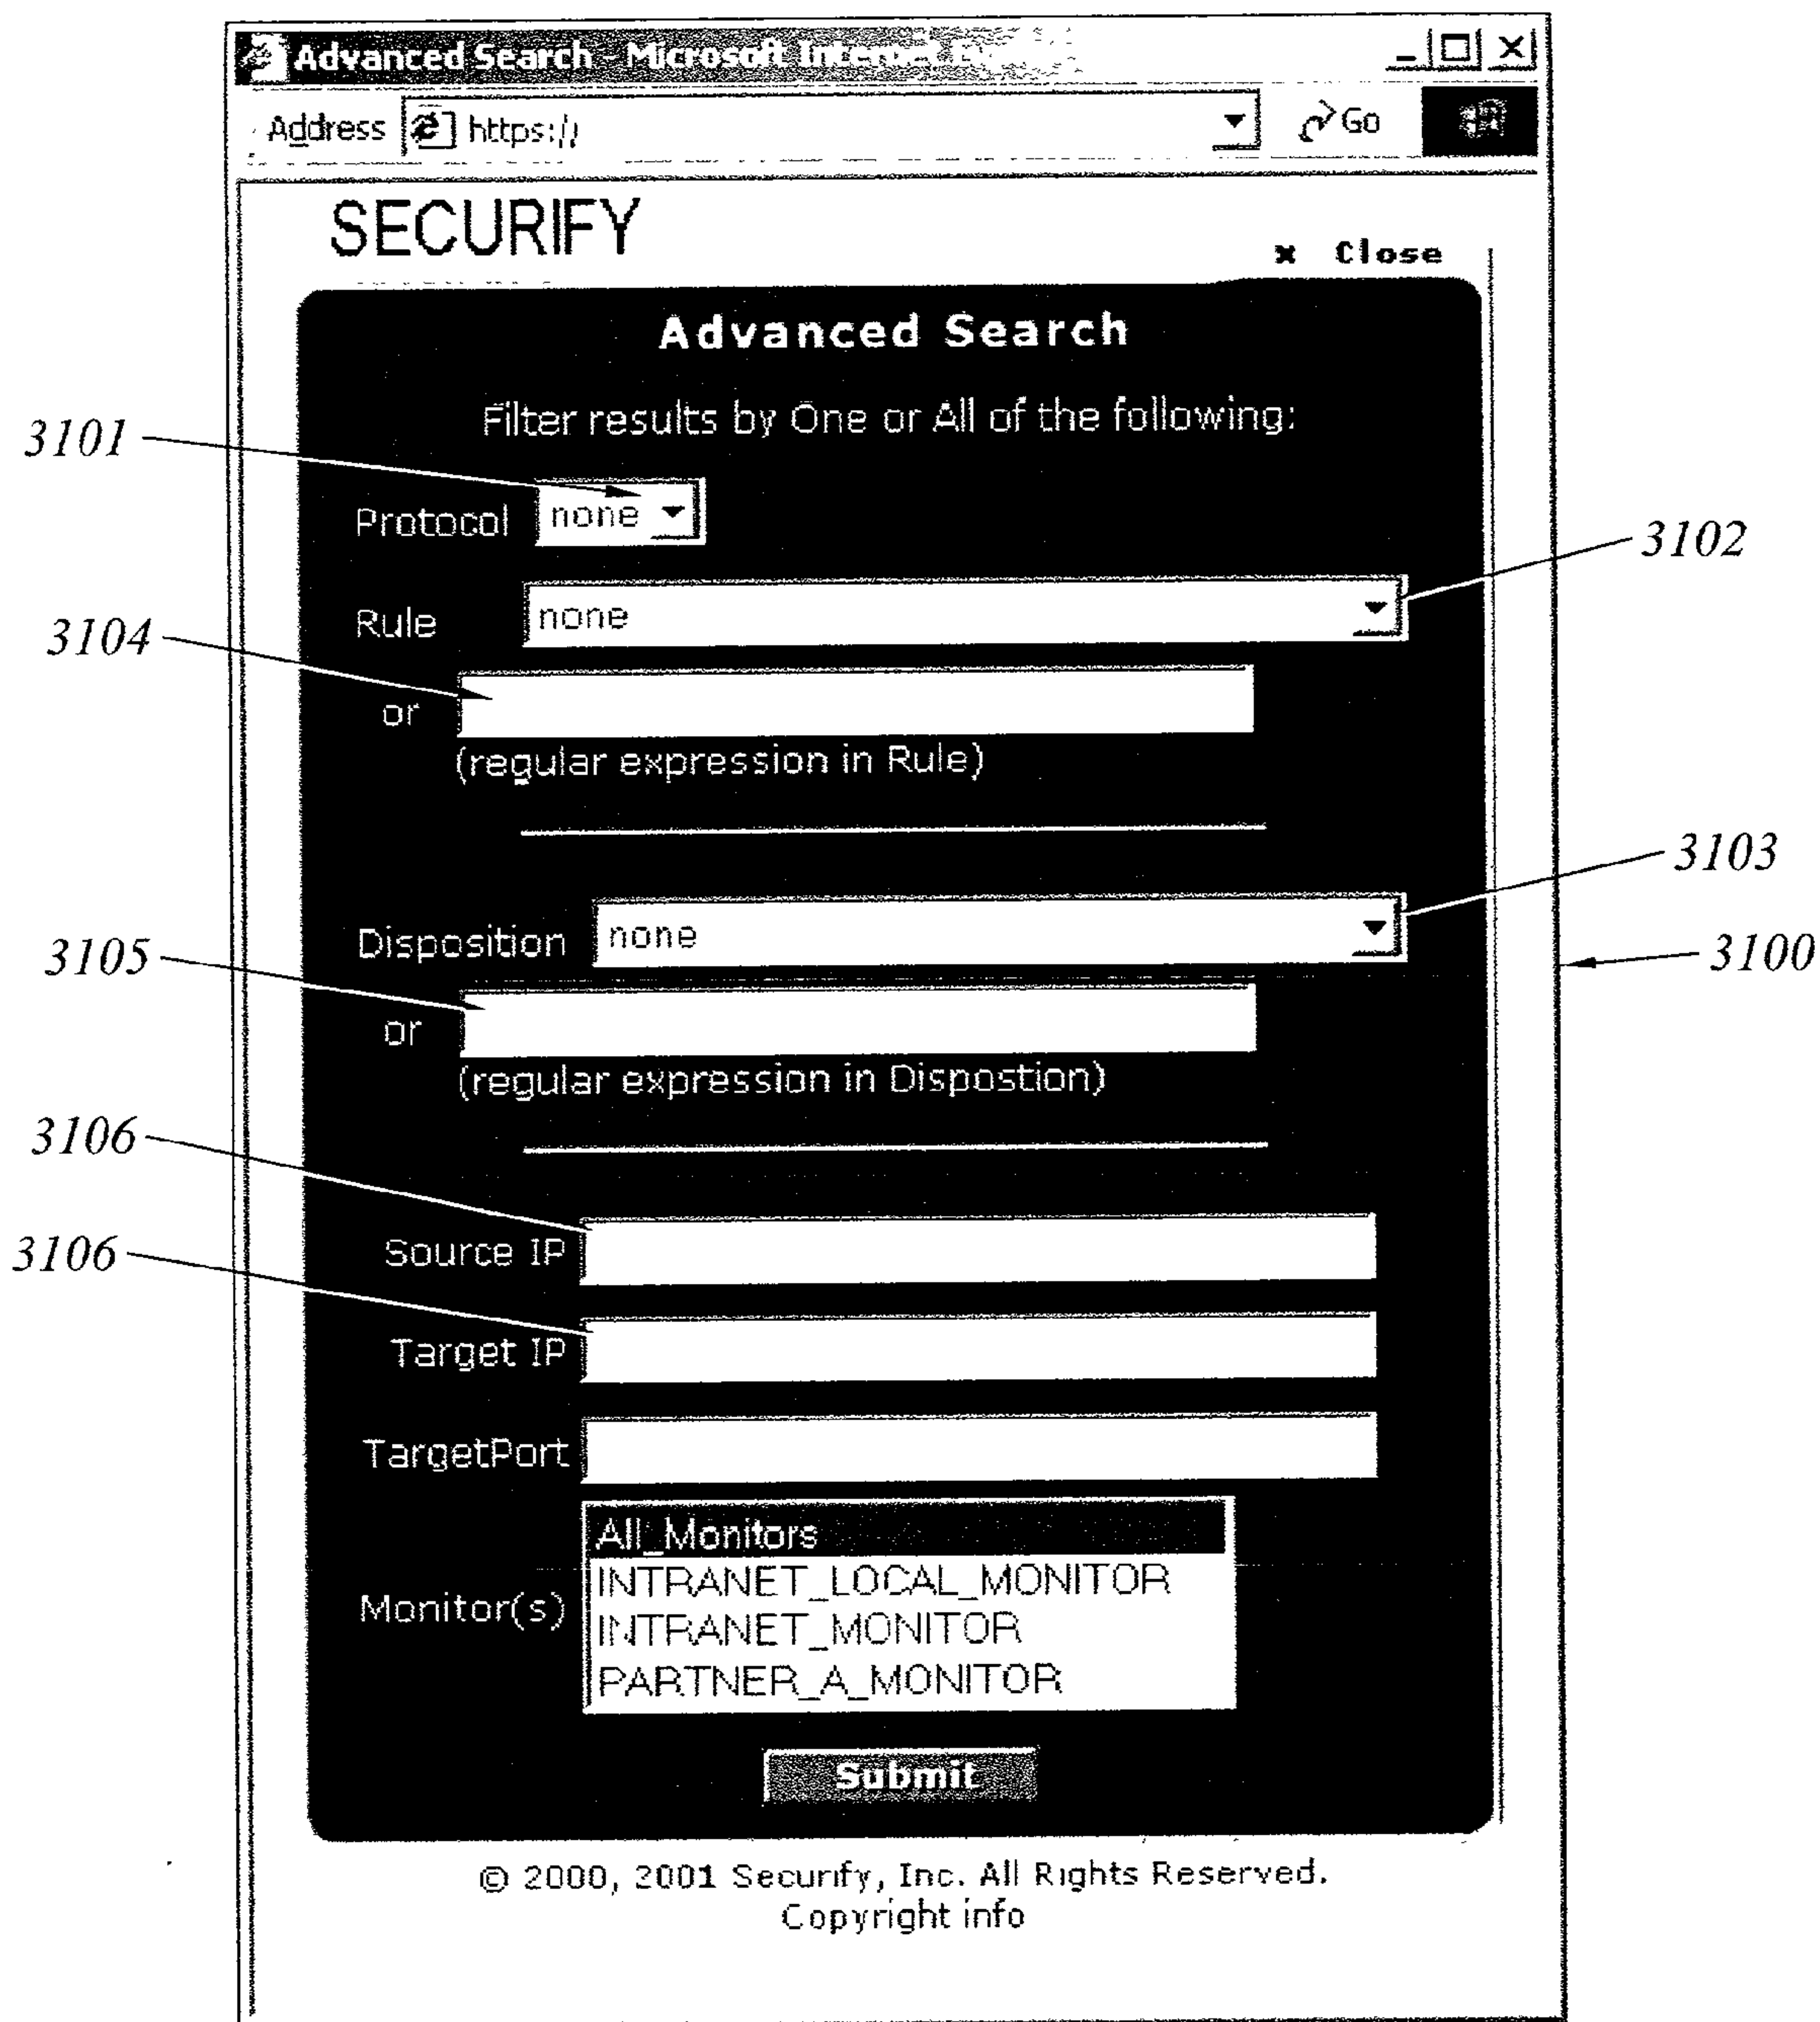 Advanced Search - Microsoft Internet
Address https://
Go
SECURIFY
x Close
Advanced Search
Filter results by One or All of the following:
3101
Protocol none
3102
Rule none
3104
or
(regular expression in Rule)
3103
Disposition none
3105
3100
or
(regular expression in Dispostion)
3106
Source IP
3106
Target IP
TargetPort
Monitor(s)
All_Monitors
INTRANET_LOCAL_MONITOR
INTRANET_MONITOR
PARTNER_A_MONITOR
Submit
© 2000, 2001 Securify, Inc. All Rights Reserved.
Copyright info